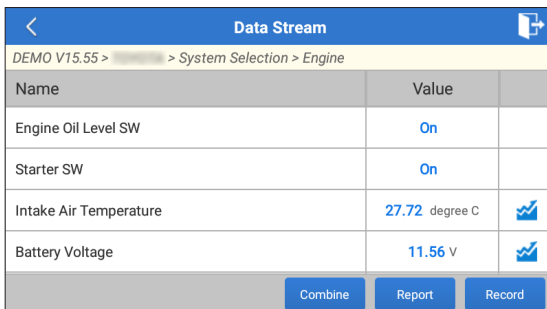 Data Stream
DEMO V15.55 > > System Selection > Engine
Name Value
Engine Oil Level SW On
Starter SW On
Intake Air Temperature 27.72 degree C
Battery Voltage 11.56 V
Combine Report Record